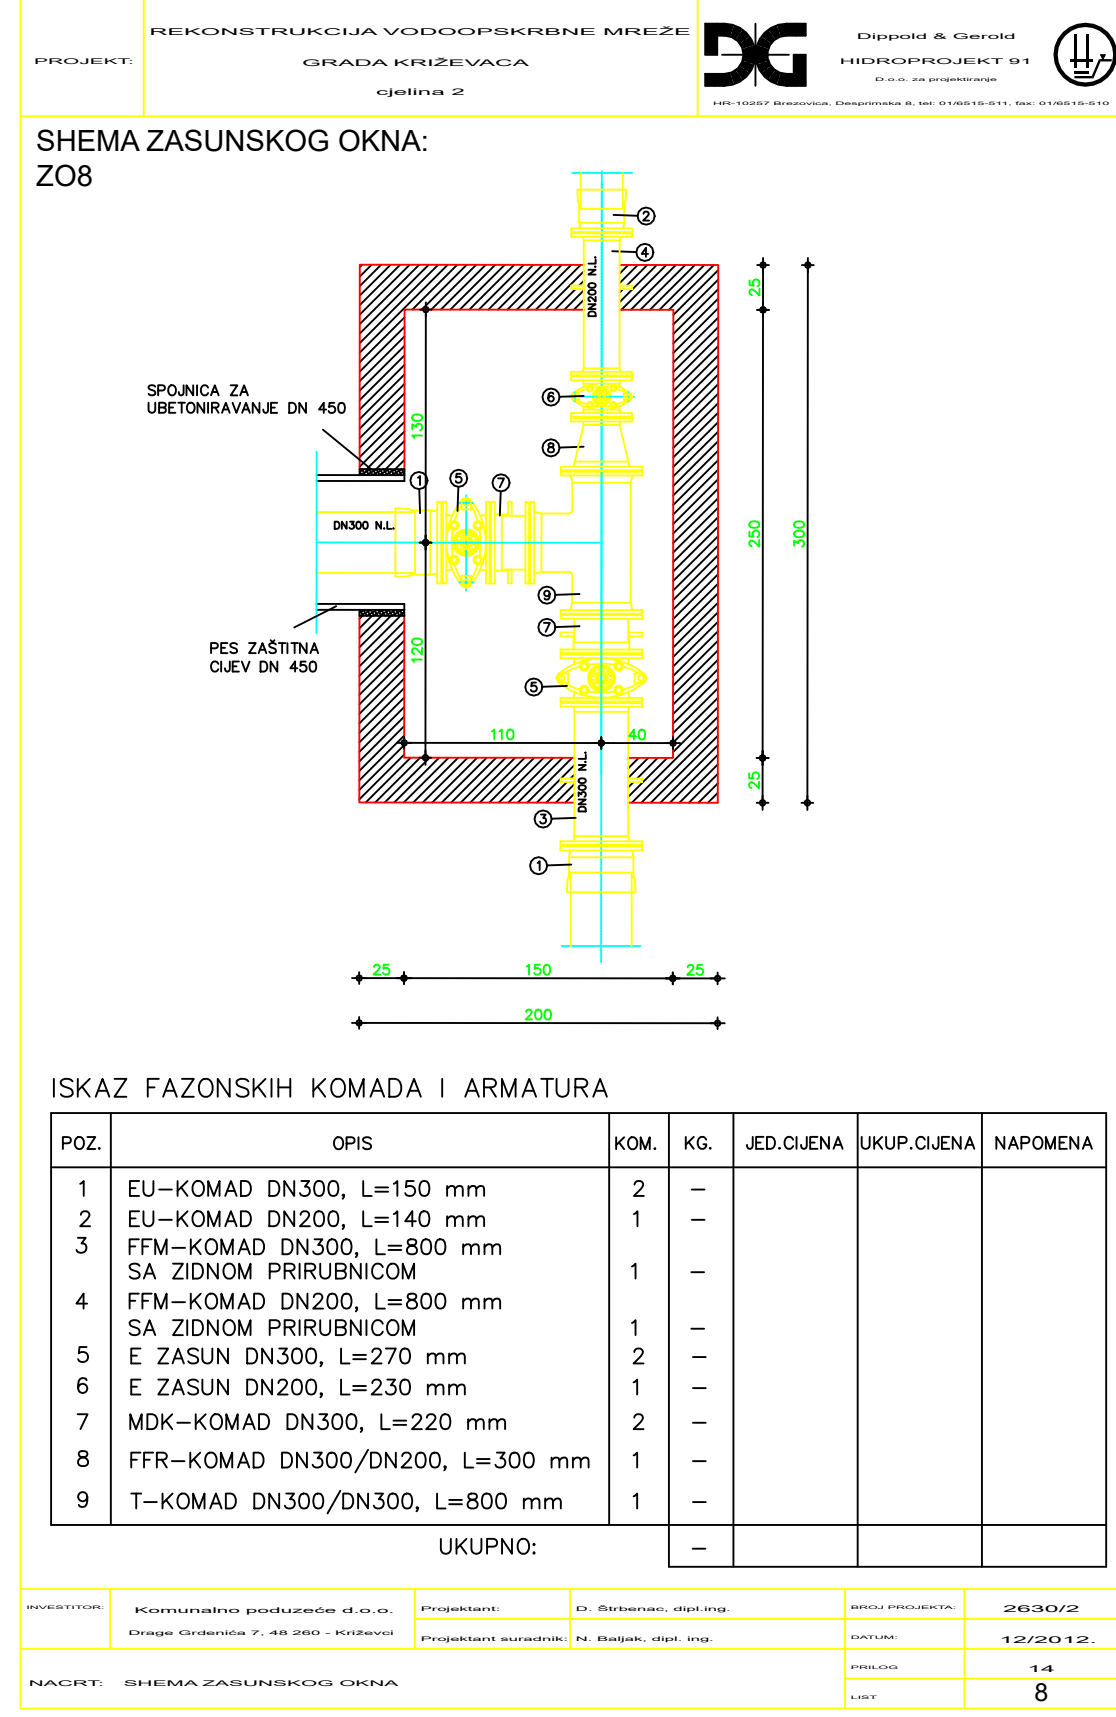 PROJEKT:
REKONSTRUKCIJA VODOOPSKRBNE MREŽE
GRADA KRIŽEVACA
cjelina 2
DG
Dippold & Gerold
HIDROPROJEKT 91
D.o.o. za projektiranje
HR-10257 Brezovica, Desprimska 8, tel: 01/6515-511, fax: 01/6515-510
SHEMA ZASUNSKOG OKNA:
ZO8
2
4
DN200 N.L.
25
SPOJNICA ZA
UBETONIRAVANJE DN 450
130
6
8
1
5
7
DN300 N.L.
250
300
9
7
PES ZAŠTITNA
CIJEV DN 450
120
5
110
40
DN300 N.L.
25
3
1
25
150
25
200
ISKAZ FAZONSKIH KOMADA I ARMATURA
POZ. OPIS KOM. KG. JED.CIJENA UKUP.CIJENA NAPOMENA
1 EU-KOMAD DN300, L=150 mm 2 -
2 EU-KOMAD DN200, L=140 mm 1 -
3 FFM-KOMAD DN300, L=800 mm
SA ZIDNOM PRIRUBNICOM 1 -
4 FFM-KOMAD DN200, L=800 mm
SA ZIDNOM PRIRUBNICOM 1 -
5 E ZASUN DN300, L=270 mm 2 -
6 E ZASUN DN200, L=230 mm 1 -
7 MDK-KOMAD DN300, L=220 mm 2 -
8 FFR-KOMAD DN300/DN200, L=300 mm 1 -
9 T-KOMAD DN300/DN300, L=800 mm 1 -
UKUPNO: -
INVESTITOR: Komunalno poduzeće d.o.o.
Drage Grdenića 7, 48 260 - Križevci
Projektant: D. Štrbenac, dipl.ing.
Projektant suradnik: N. Baljak, dipl. ing.
BROJ PROJEKTA: 2630/2
DATUM: 12/2012.
PRILOG 14
LIST 8
NACRT: SHEMA ZASUNSKOG OKNA